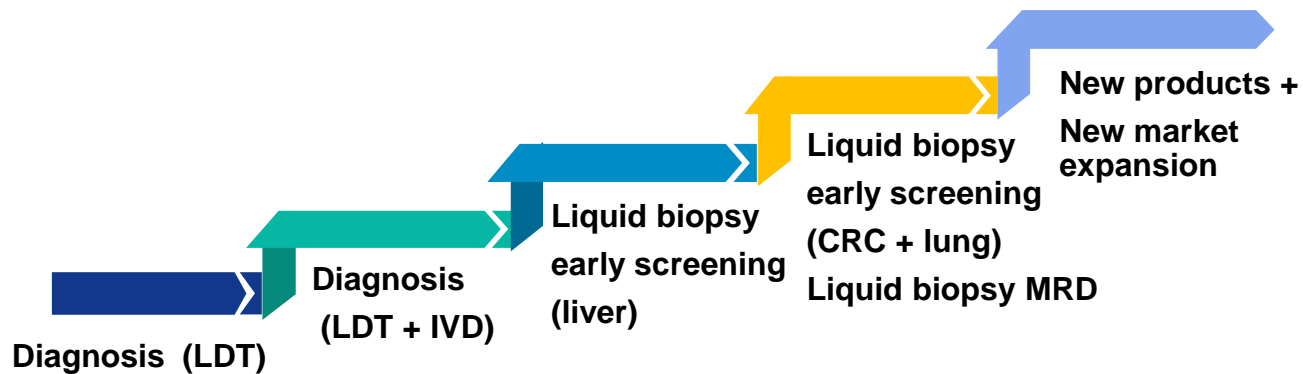 Diagnosis (LDT)
Diagnosis
(LDT + IVD)
Liquid biopsy
early screening
(liver)
Liquid biopsy
early screening
(CRC + lung)
Liquid biopsy MRD
New products +
New market
expansion